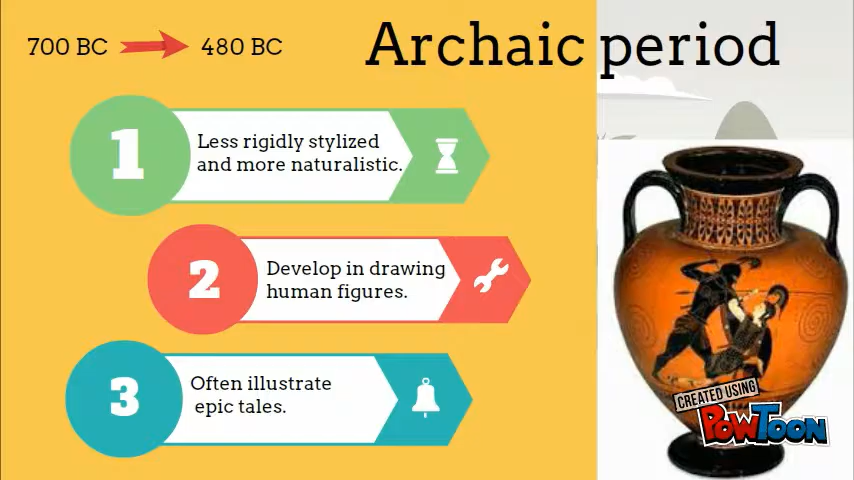 700 BC 480 BC
Archaic period
1
Less rigidly stylized
and more naturalistic.
2
Develop in drawing
human figures.
3
Often illustrate
epic tales.
CREATED USING
POWTOON